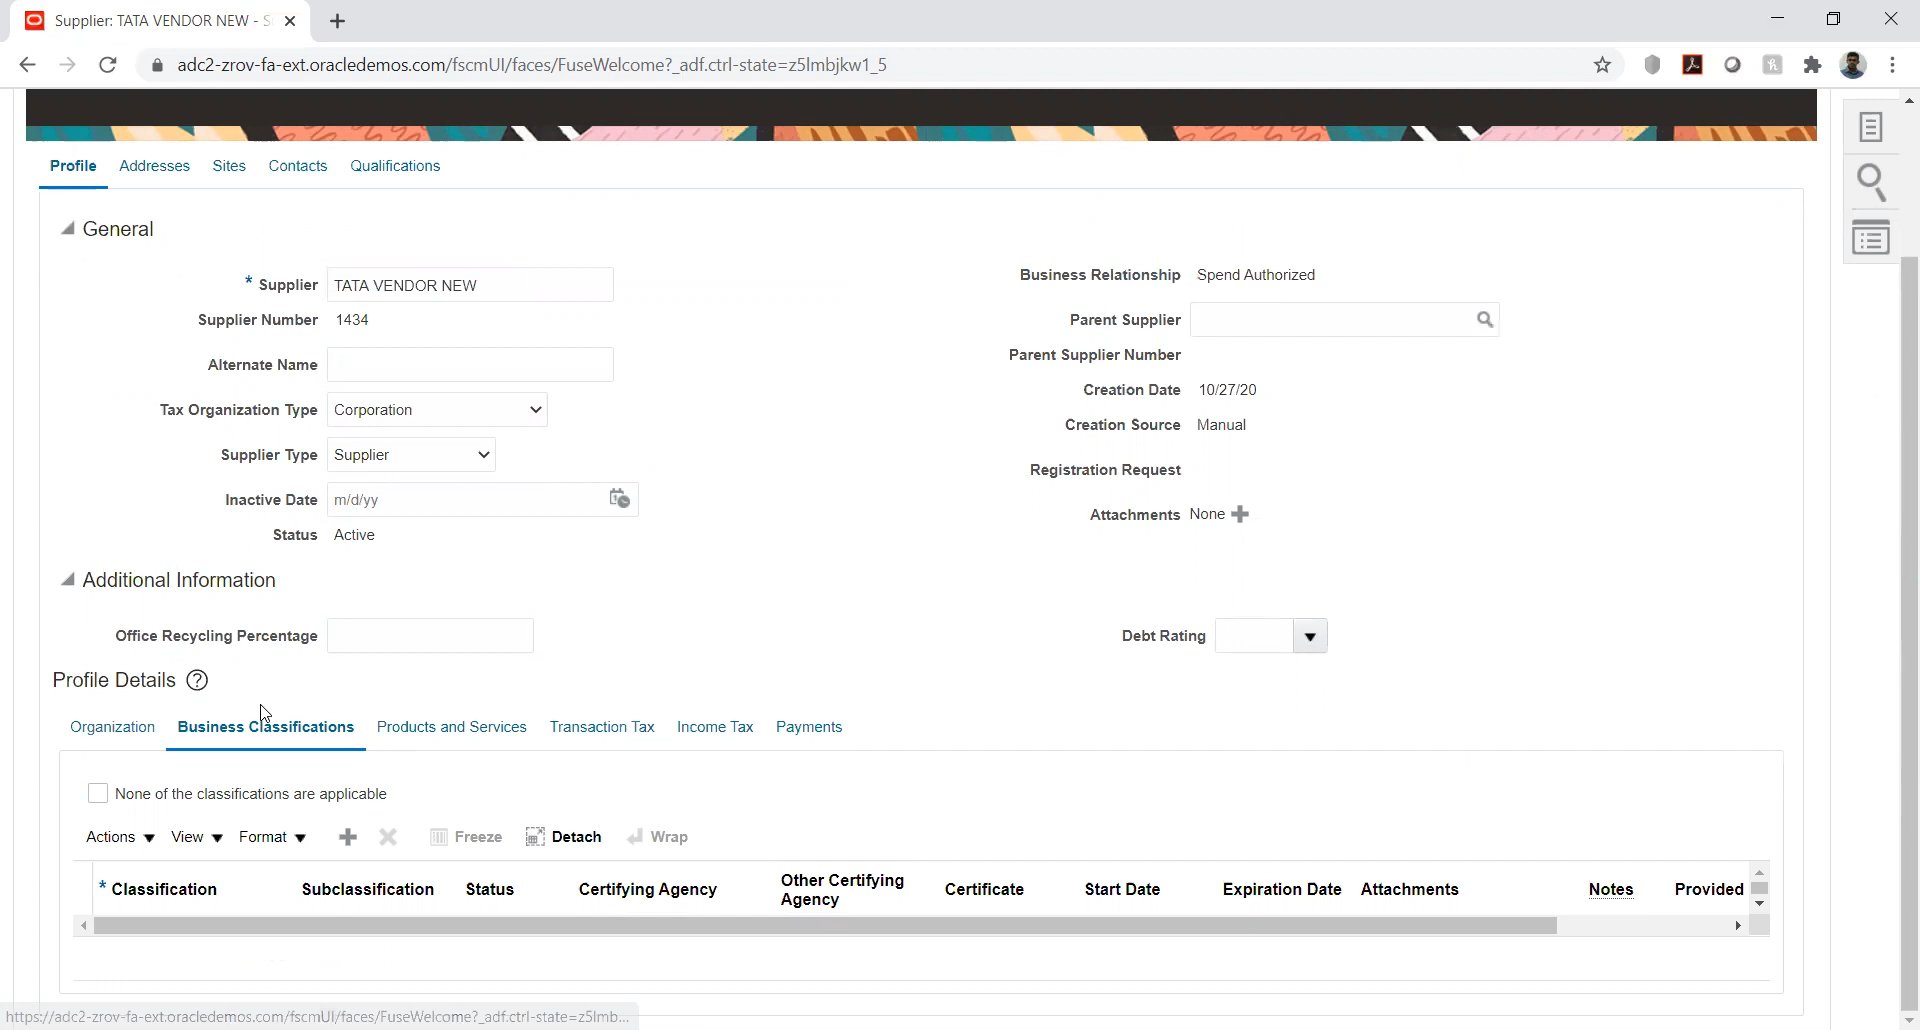 Supplier: TATA VENDOR NEW - S
adc2-zrov-fa-ext.oracledemos.com/fscmUI/faces/FuseWelcome?_adf.ctrl-state=z5lmbjkw1_5
Profile Addresses Sites Contacts Qualifications
General
* Supplier TATA VENDOR NEW
Supplier Number 1434
Alternate Name
Tax Organization Type Corporation
Supplier Type Supplier
Inactive Date m/d/yy
Status Active
Business Relationship Spend Authorized
Parent Supplier
Parent Supplier Number
Creation Date 10/27/20
Creation Source Manual
Registration Request
Attachments None
Additional Information
Office Recycling Percentage
Debt Rating
Profile Details ?
Organization Business Classifications Products and Services Transaction Tax Income Tax Payments
None of the classifications are applicable
Actions View Format Freeze Detach Wrap
* Classification Subclassification Status Certifying Agency Other Certifying Agency Certificate Start Date Expiration Date Attachments Notes Provided
https://adc2-zrov-fa-ext.oracledemos.com/fscmUI/faces/FuseWelcome?_adf.ctrl-state=z5lmb...